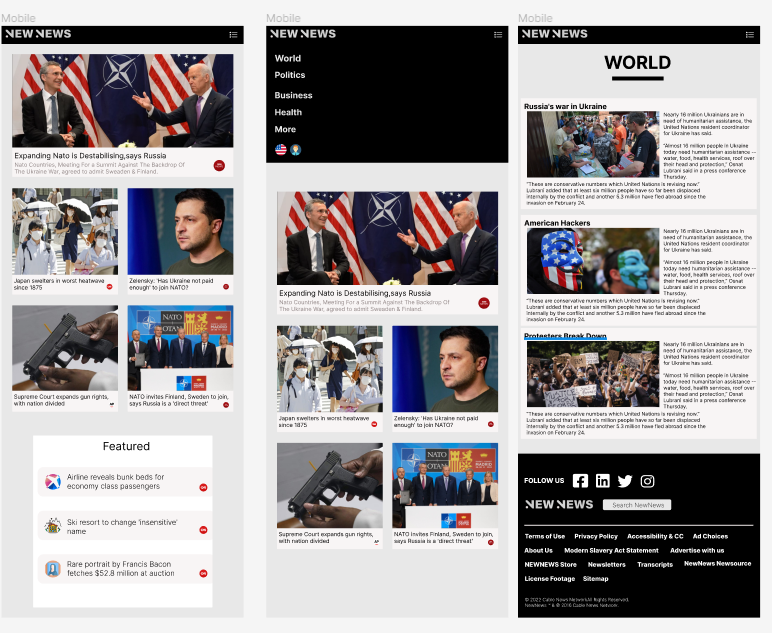 Mobile
NEW NEWS
Expanding Nato is Destabilising,says Russia
Nato Countries, Meeting For a Summit Against The Backdrop Of
The Ukraine War, agreed to admit Sweaden & Finland.
Japan swelters in worst heatwave
since 1875
Zelensky: 'Has Ukraine not paid
enough' to join NATO?
NATO
OTAN
MADRID
Supreme Court expands gun rights,
with nation divided
NATO invites Finland, Sweden to join,
says Russia is a 'direct threat'
Featured
Airline reveals bunk beds for
economy class passengers
Ski resort to change 'insensitive'
name
Rare portrait by Francis Bacon
fetches $52.8 million at auction
Mobile
NEW NEWS
World
Politics
Business
Health
More
Expanding Nato is Destabilising,says Russia
Nato Countries, Meeting For a Summit Against The Backdrop Of
The Ukraine War, agreed to admit Sweaden & Finland.
Japan swelters in worst heatwave
since 1875
Zelensky: 'Has Ukraine not paid
enough' to join NATO?
NATO
OTAN
MADRID
Supreme Court expands gun rights,
with nation divided
NATO invites Finland, Sweden to join,
says Russia is a 'direct threat'
Mobile
NEW NEWS
WORLD
Russia's war in Ukraine
Nearly 16 million Ukrainians are in
need of humanitarian assistance, the
United Nations resident coordinator
for Ukraine has said.
"Almost 16 million people in Ukraine
today need humanitarian assistance —
water, food, health services, roof over
their head and protection," Osnat
Lubrani said in a press conference
Thursday.
"These are conservative numbers which United Nations is revising now."
Lubrani added that at least six million people have so far been displaced
internally by the conflict and another 5.3 million have fled abroad since the
invasion on February 24.
American Hackers
Nearly 16 million Ukrainians are in
need of humanitarian assistance, the
United Nations resident coordinator
for Ukraine has said.
"Almost 16 million people in Ukraine
today need humanitarian assistance —
water, food, health services, roof over
their head and protection," Osnat
Lubrani said in a press conference
Thursday.
"These are conservative numbers which United Nations is revising now."
Lubrani added that at least six million people have so far been displaced
internally by the conflict and another 5.3 million have fled abroad since the
invasion on February 24.
Protesters Break Down
Nearly 16 million Ukrainians are in
need of humanitarian assistance, the
United Nations resident coordinator
for Ukraine has said.
"Almost 16 million people in Ukraine
today need humanitarian assistance —
water, food, health services, roof over
their head and protection," Osnat
Lubrani said in a press conference
Thursday.
"These are conservative numbers which United Nations is revising now."
Lubrani added that at least six million people have so far been displaced
internally by the conflict and another 5.3 million have fled abroad since the
invasion on February 24.
FOLLOW US
NEW NEWS Search NewNews
Terms of Use Privacy Policy Accessibility & CC Ad Choices
About Us Modern Slavery Act Statement Advertise with us
NEWNEWS Store Newsletters Transcripts NewNews Newsource
License Footage Sitemap
© 2022 Cable News Network All Rights Reserved.
NewNews ™ & © 2016 Cable News Network.